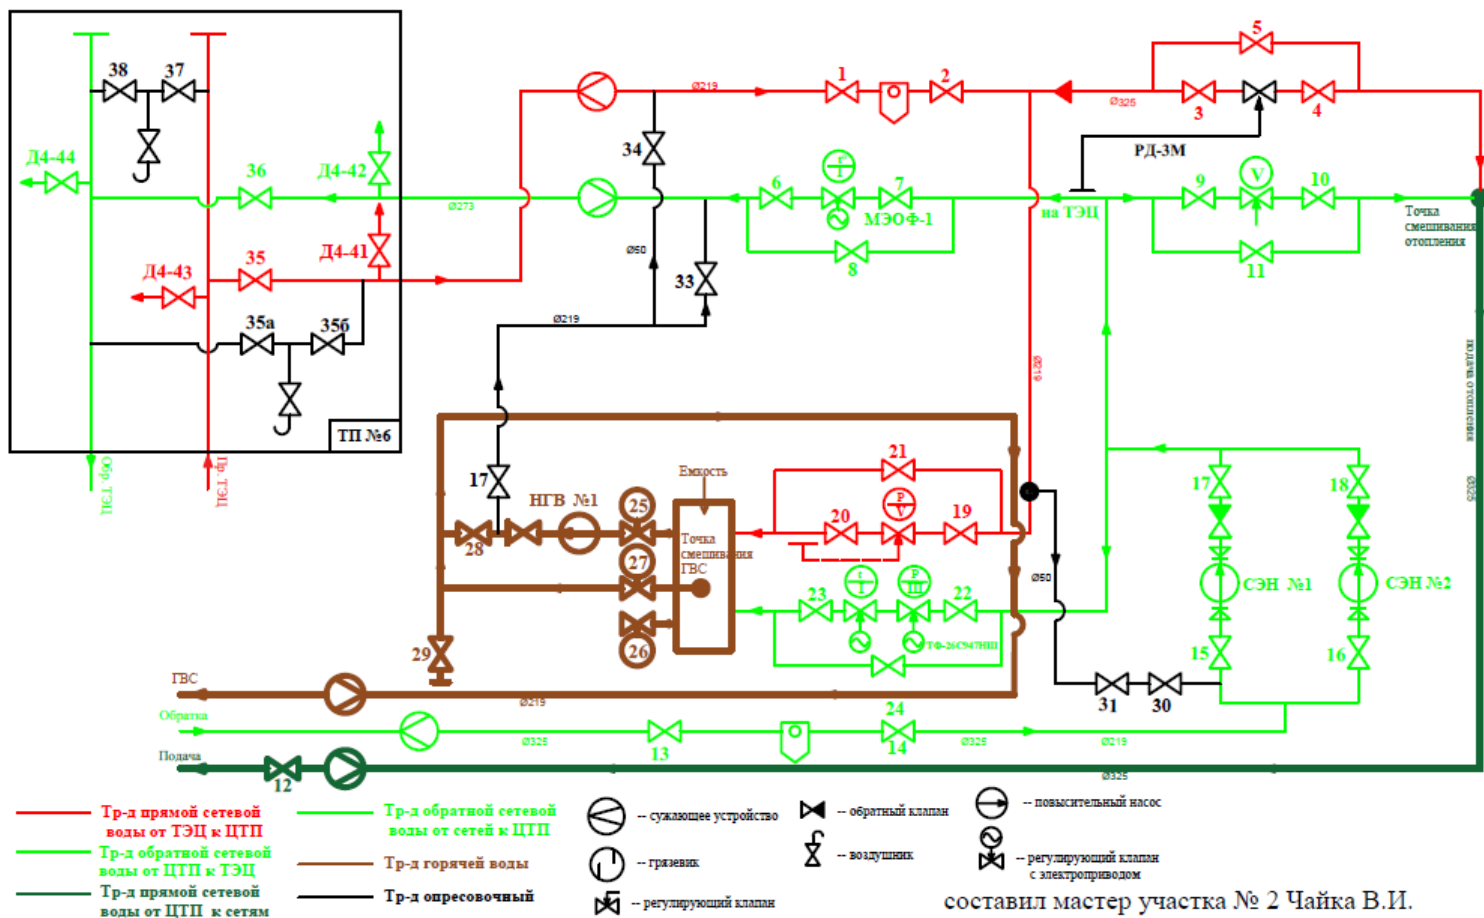 5
38
37
1
Ø219
2
Ø325
3
4
34
РД-3М
Д4-44
36
Д4-42
t°
I
V
6
7
9
10
Ø273
МЭОФ-1
на ТЭЦ
Точка
смешивания
отопления
35
Д4-41
Ø50
Д4-43
8
11
33
35а
35б
Ø219
подача отопления
Ø219
ТП №6
Обр. ТЭЦ
Пр. ТЭЦ
21
Емкость
17
НГВ №1
25
P
V
17
18
Ø325
20
19
28
Точка
смешивания
ГВС
27
t
I
P
III
Ø50
СЭН №1
СЭН №2
23
22
ТФ-26С947НШ
29
26
15
16
ГВС
Ø219
31
30
Обратка
24
Ø325
13
14
Ø325
Ø219
Подача
12
Ø325
Тр-д прямой сетевой
воды от ТЭЦ к ЦТП
Тр-д обратной сетевой
воды от ЦТП к ТЭЦ
Тр-д прямой сетевой
воды от ЦТП к сетям
Тр-д обратной сетевой
воды от сетей к ЦТП
Тр-д горячей воды
Тр-д опресовочный
-- сужающее устройство
-- грязевик
-- регулирующий клапан
-- обратный клапан
-- воздушник
-- повысительный насос
-- регулирующий клапан
с электроприводом
составил мастер участка № 2 Чайка В.И.